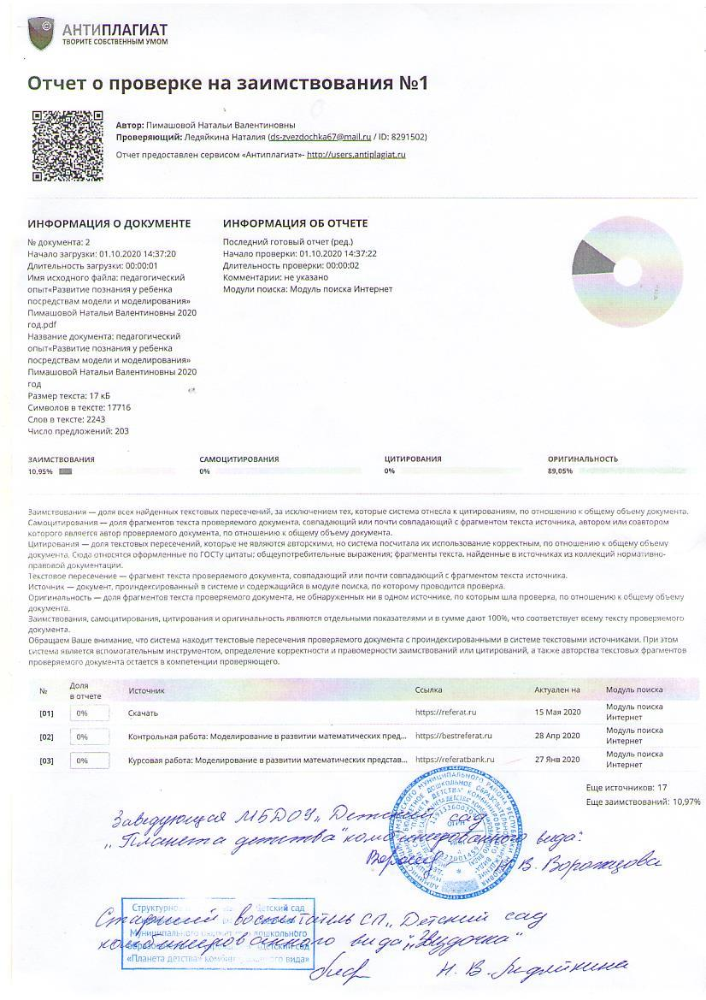 АНТИПЛАГИАТ
ТВОРИТЕ СОБСТВЕННЫМ УМОМ
Отчет о проверке на заимствования №1
Автор: Пимашовой Натальи Валентиновны
Проверяющий: Ледяйкина Наталия (ds-zvezdochka67@mail.ru / ID: 8291502)
Отчет предоставлен сервисом «Антиплагиат»- http://users.antiplagiat.ru
ИНФОРМАЦИЯ О ДОКУМЕНТЕ
№ документа: 2
Начало загрузки: 01.10.2020 14:37:20
Длительность загрузки: 00:00:01
Имя исходного файла: педагогический
опыт«Развитие познания у ребенка
посредствам модели и моделирования»
Пимашовой Натальи Валентиновны 2020
год.pdf
Название документа: педагогический
опыт«Развитие познания у ребенка
посредствам модели и моделирования»
Пимашовой Натальи Валентиновны 2020
год
Размер текста: 17 кБ
Символов в тексте: 17716
Слов в тексте: 2243
Число предложений: 203
ИНФОРМАЦИЯ ОБ ОТЧЕТЕ
Последний готовый отчет (ред.)
Начало проверки: 01.10.2020 14:37:22
Длительность проверки: 00:00:02
Комментарии: не указано
Модули поиска: Модуль поиска Интернет
ЗАИМСТВОВАНИЯ
10,95%
САМОЦИТИРОВАНИЯ
0%
ЦИТИРОВАНИЯ
0%
ОРИГИНАЛЬНОСТЬ
89,05%
Заимствования — доля всех найденных текстовых пересечений, за исключением тех, которые система отнесла к цитированиям, по отношению к общему объему документа.
Самоцитирования — доля фрагментов текста проверяемого документа, совпадающий или почти совпадающий с фрагментом текста источника, автором или соавтором
которого является автор проверяемого документа, по отношению к общему объему документа.
Цитирования — доля текстовых пересечений, которые не являются авторскими, но система посчитала их использование корректным, по отношению к общему объему
документа. Сюда относятся оформленные по ГОСТу цитаты; общеупотребительные выражения; фрагменты текста, найденные в источниках из коллекций нормативно-
правовой документации.
Текстовое пересечение — фрагмент текста проверяемого документа, совпадающий или почти совпадающий с фрагментом текста источника.
Источник — документ, проиндексированный в системе и содержащийся в модуле поиска, по которому проводится проверка.
Оригинальность — доля фрагментов текста проверяемого документа, не обнаруженных ни в одном источнике, по которым шла проверка, по отношению к общему объему
документа.
Заимствования, самоцитирования, цитирования и оригинальность являются отдельными показателями и в сумме дают 100%, что соответствует всему тексту проверяемого
документа.
Обращаем Ваше внимание, что система находит текстовые пересечения проверяемого документа с проиндексированными в системе текстовыми источниками. При этом
система является вспомогательным инструментом, определение корректности и правомерности заимствований или цитирований, а также авторства текстовых фрагментов
проверяемого документа остается в компетенции проверяющего.
№ Доля в отчете Источник Ссылка Актуален на Модуль поиска
[01] 0% Скачать https://referat.ru 15 Мая 2020 Модуль поиска Интернет
[02] 0% Контрольная работа: Моделирование в развитии математических пред... https://bestreferat.ru 28 Апр 2020 Модуль поиска Интернет
[03] 0% Курсовая работа: Моделирование в развитии математических представ... https://referatbank.ru 27 Янв 2020 Модуль поиска Интернет
Еще источников: 17
Еще заимствований: 10,97%
Заведующая МБДОУ „Детский сад
„Планета детства" комбинированного вида:
В. Ворожцова
Старший воспитатель СП „Детский сад
комбинированного вида
Н. В. Ледяйкина
Структурное Детский сад
«Планета детства» комбинированного вида»